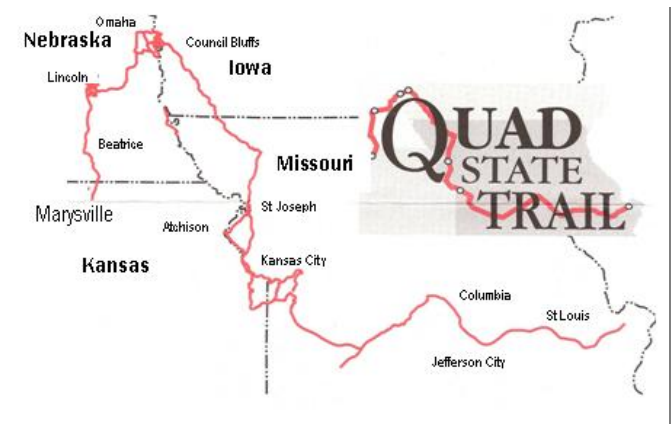 Omaha
Nebraska
Council Bluffs
Iowa
Lincoln
Beatrice
Missouri
QUAD
STATE
TRAIL
Marysville
St Joseph
Atchison
Kansas
Kansas City
Columbia
St Louis
Jefferson City